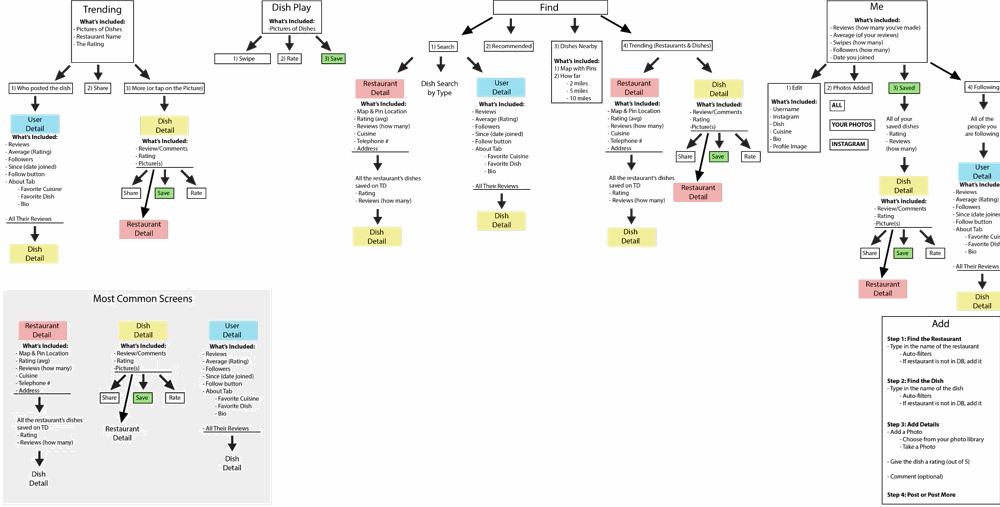 Trending
What's Included:
- Pictures of Dishes
- Restaurant Name
- The Rating
1) Who posted the dish
2) Share
3) More (or tap on the Picture)
User
Detail
What's Included:
- Reviews
- Average (Rating)
- Followers
- Since (date joined)
- Follow button
- About Tab
- Favorite Cuisine
- Favorite Dish
- Bio
- All Their Reviews
Dish
Detail
Dish
Detail
What's Included:
- Review/Comments
- Rating
-Picture(s)
Share
Save
Rate
Restaurant
Detail
Dish Play
What's Included:
-Pictures of Dishes
1) Swipe
2) Rate
3) Save
Find
1) Search
2) Recommended
3) Dishes Nearby
What's Included:
1) Map with Pins
2) How far
- 2 miles
- 5 miles
- 10 miles
4) Trending (Restaurants & Dishes)
Restaurant
Detail
What's Included:
- Map & Pin Location
- Rating (avg)
- Reviews (how many)
- Cuisine
- Telephone #
- Address
All the restaurant's dishes
saved on TD
- Rating
- Reviews (how many)
Dish
Detail
Dish Search
by Type
User
Detail
What's Included:
- Reviews
- Average (Rating)
- Followers
- Since (date joined)
- Follow button
- About Tab
- Favorite Cuisine
- Favorite Dish
- Bio
- All Their Reviews
Dish
Detail
Restaurant
Detail
What's Included:
- Map & Pin Location
- Rating (avg)
- Reviews (how many)
- Cuisine
- Telephone #
- Address
All the restaurant's dishes
saved on TD
- Rating
- Reviews (how many)
Dish
Detail
Dish
Detail
What's Included:
- Review/Comments
- Rating
-Picture(s)
Share
Save
Rate
Restaurant
Detail
Me
What's Included:
- Reviews (how many you've made)
- Average (of your reviews)
- Swipes (how many)
- Followers (how many)
- Date you joined
1) Edit
What's Included:
- Username
- Instagram
- Dish
- Cuisine
- Bio
- Profile Image
2) Photos Added
ALL
YOUR PHOTOS
INSTAGRAM
3) Saved
All of your
saved dishes
- Rating
- Reviews
(how many)
Dish
Detail
What's Included:
- Review/Comments
- Rating
-Picture(s)
Share
Save
Rate
Restaurant
Detail
4) Following
All of the
people you
are following
User
Detail
What's Include
- Reviews
- Average (Rating)
- Followers
- Since (date joined)
- Follow button
- About Tab
- Favorite Cuis
- Favorite Dish
- Bio
- All Their Reviews
Dish
Detail
Most Common Screens
Restaurant
Detail
What's Included:
- Map & Pin Location
- Rating (avg)
- Reviews (how many)
- Cuisine
- Telephone #
- Address
All the restaurant's dishes
saved on TD
- Rating
- Reviews (how many)
Dish
Detail
Dish
Detail
What's Included:
- Review/Comments
- Rating
-Picture(s)
Share
Save
Rate
Restaurant
Detail
User
Detail
What's Included:
- Reviews
- Average (Rating)
- Followers
- Since (date joined)
- Follow button
- About Tab
- Favorite Cuisine
- Favorite Dish
- Bio
- All Their Reviews
Dish
Detail
Add
Step 1: Find the Restaurant
- Type in the name of the restaurant
- Auto-filters
- If restaurant is not in DB, add it
Step 2: Find the Dish
- Type in the name of the dish
- Auto-filters
- If restaurant is not in DB, add it
Step 3: Add Details
- Add a Photo
- Choose from your photo library
- Take a Photo
- Give the dish a rating (out of 5)
- Comment (optional)
Step 4: Post or Post More